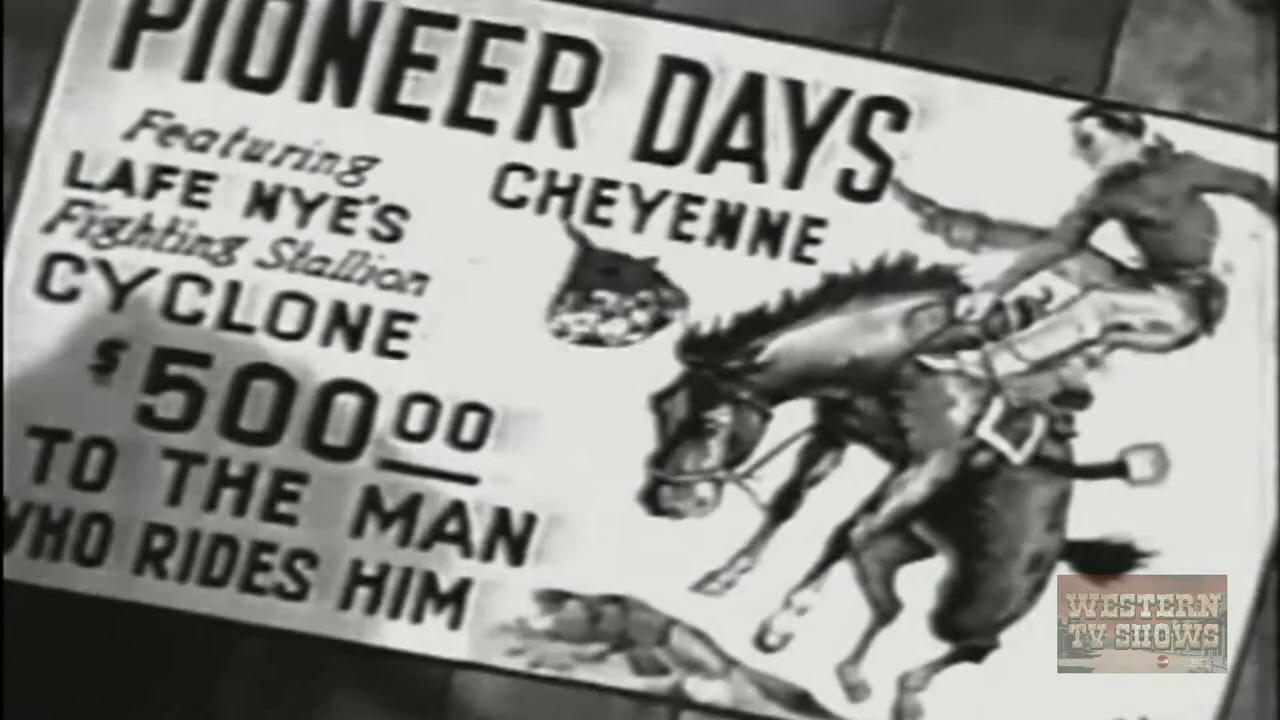 PIONEER DAYS
CHEYENNE
Featuring
LAFE NYE'S
Fighting Stallion
CYCLONE
$500 00
TO THE MAN
WHO RIDES HIM
WESTERN
TV SHOWS